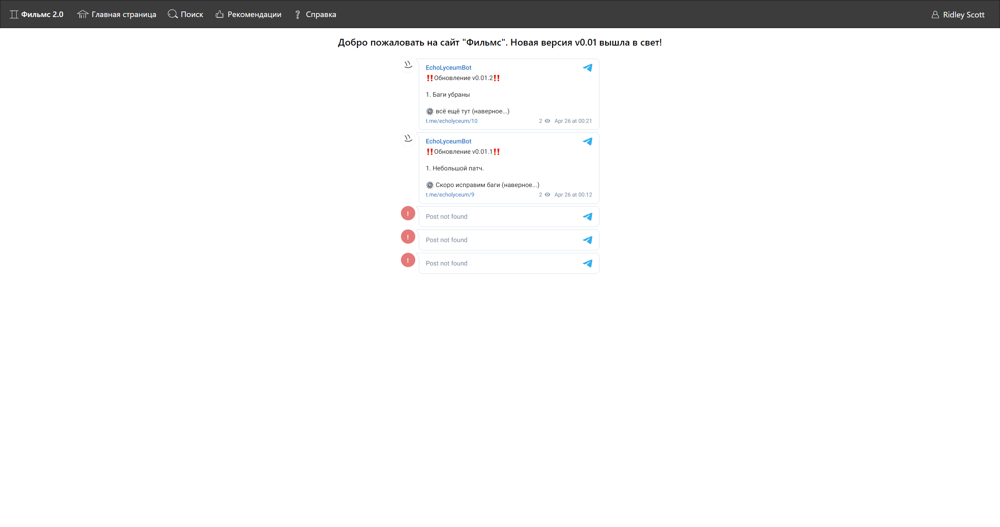 Фильмс 2.0 Главная страница Поиск Рекомендации Справка Ridley Scott
Добро пожаловать на сайт "Фильмс". Новая версия v0.01 вышла в свет!
EchoLyceumBot
‼️Обновление v0.01.2‼️
1. Баги убраны
⚙️ всё ещё тут (наверное...)
t.me/echolyceum/10 2 Apr 26 at 00:21
EchoLyceumBot
‼️Обновление v0.01.1‼️
1. Небольшой патч.
⚙️ Скоро исправим баги (наверное...)
t.me/echolyceum/9 2 Apr 26 at 00:12
! Post not found
! Post not found
! Post not found